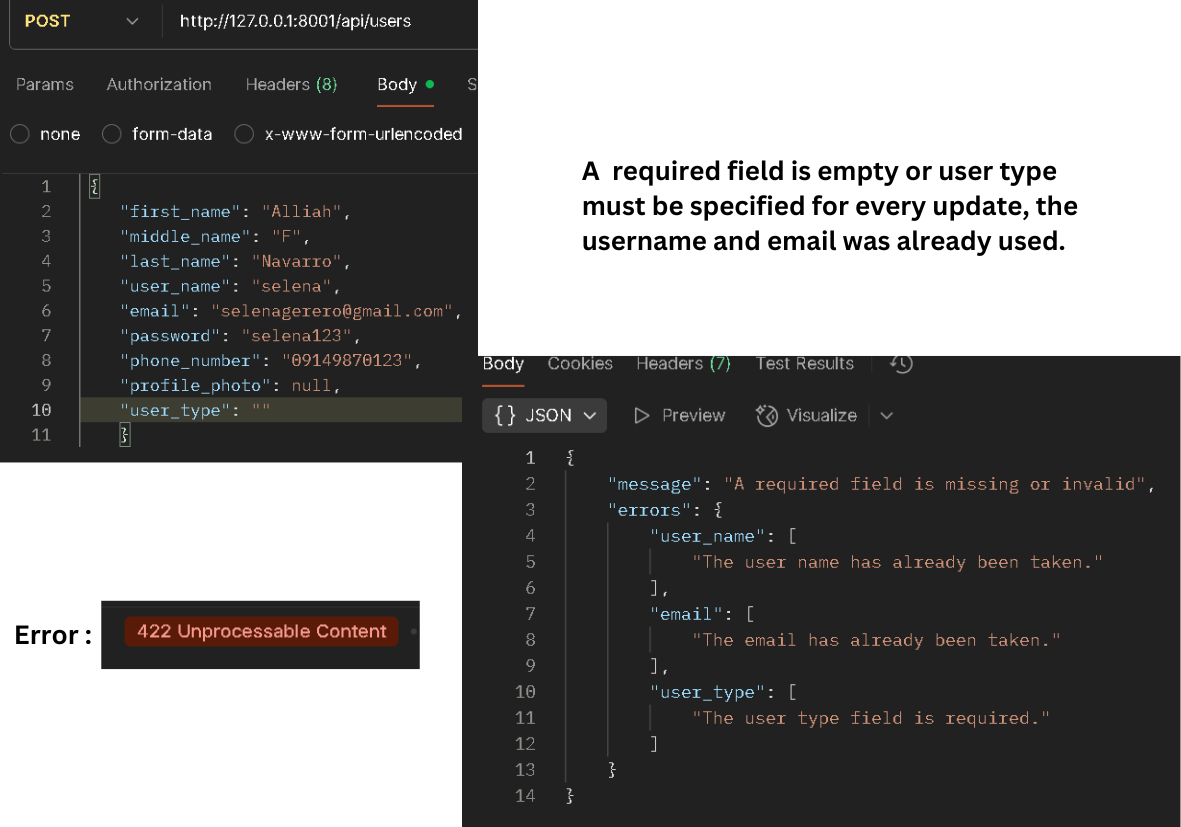 POST http://127.0.0.1:8001/api/users
Params Authorization Headers (8) Body S
none form-data x-www-form-urlencoded
1 {
2 "first_name": "Alliah",
3 "middle_name": "F",
4 "last_name": "Navarro",
5 "user_name": "selena",
6 "email": "selenagerero@gmail.com",
7 "password": "selena123",
8 "phone_number": "09149870123",
9 "profile_photo": null,
10 "user_type": ""
11 }
A required field is empty or user type
must be specified for every update, the
username and email was already used.
Error :
422 Unprocessable Content
Body Cookies Headers (7) Test Results
{} JSON Preview Visualize
1 {
2 "message": "A required field is missing or invalid",
3 "errors": {
4 "user_name": [
5 "The user name has already been taken."
6 ],
7 "email": [
8 "The email has already been taken."
9 ],
10 "user_type": [
11 "The user type field is required."
12 ]
13 }
14 }